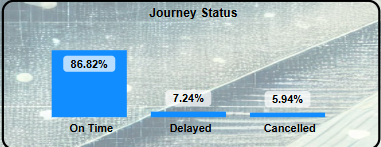 Journey Status
86.82%
7.24%
5.94%
On Time
Delayed
Cancelled